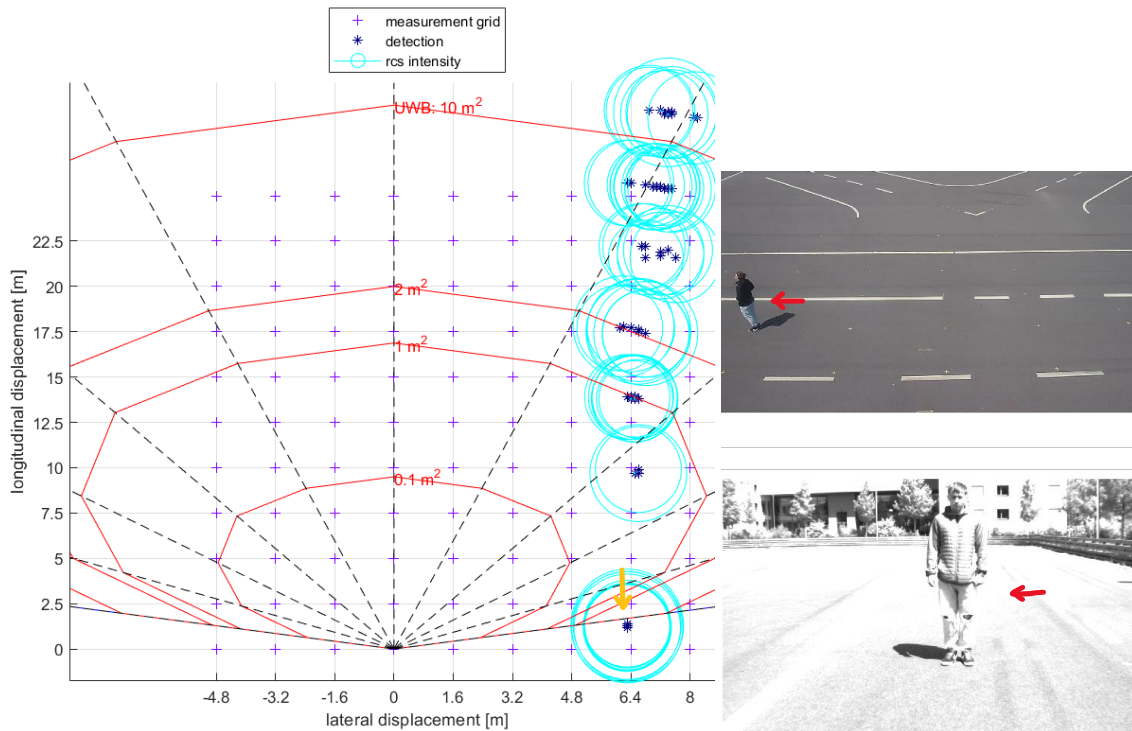 measurement grid
detection
rcs intensity
UWB: 10 m²
22.5
20
2 m²
17.5
1 m²
15
12.5
10
0.1 m²
7.5
5
2.5
0
longitudinal displacement [m]
-4.8 -3.2 -1.6 0 1.6 3.2 4.8 6.4 8
lateral displacement [m]